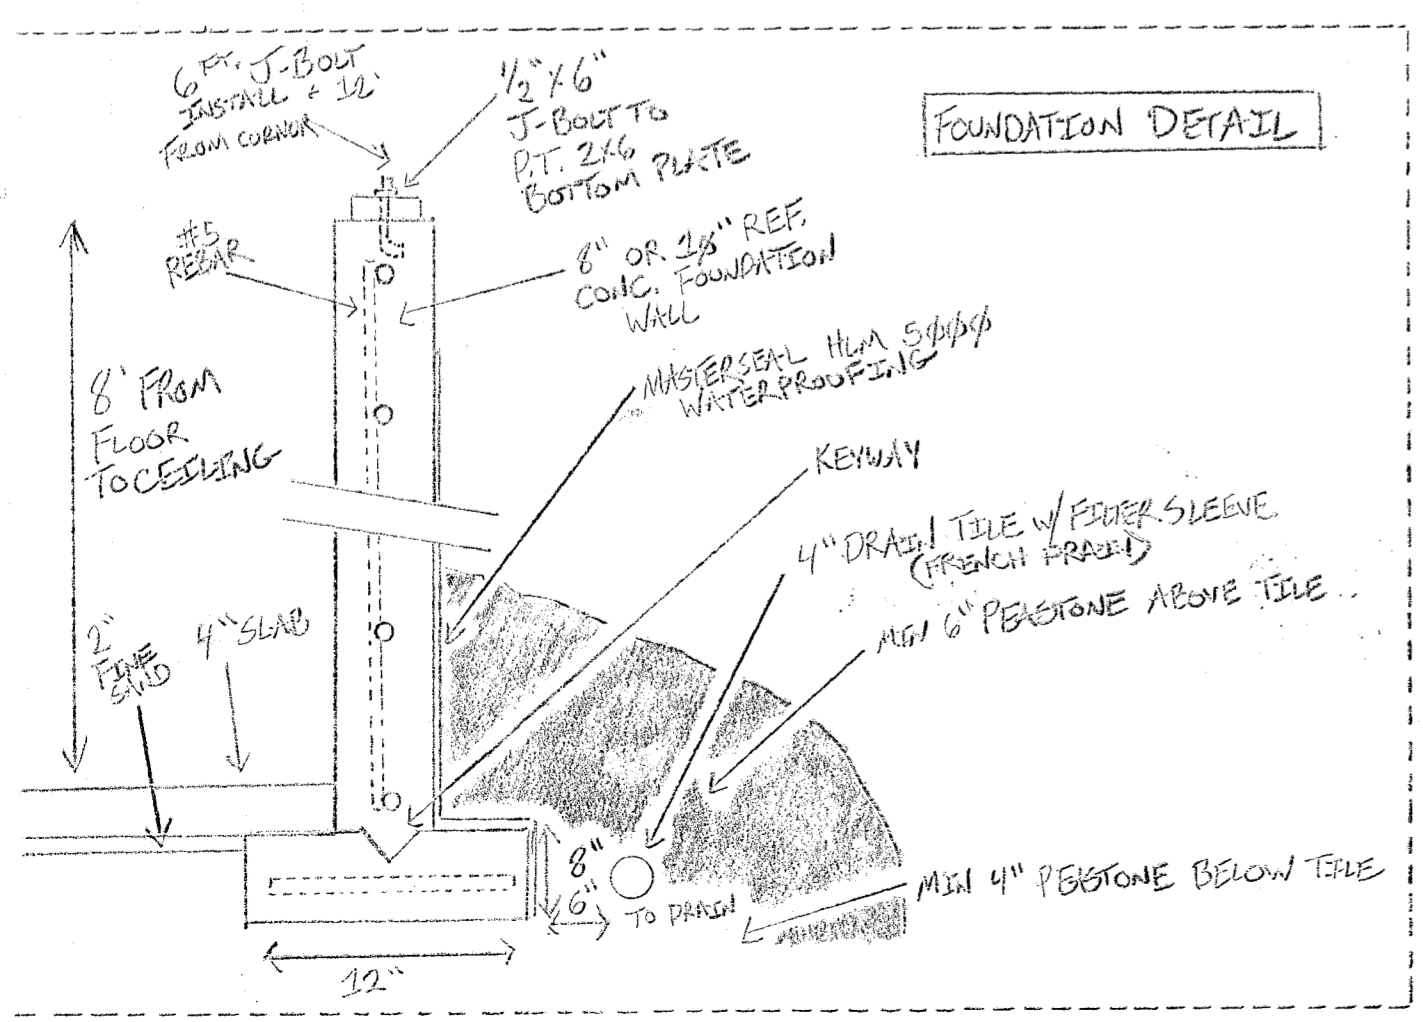 6 FT. J-BOLT
INSTALL + 12'
FROM CORNOR
1/2" X 6"
J-BOLT TO
P.T. 2X6
BOTTOM PLATE
FOUNDATION DETAIL
#5
REBAR
8" OR 10" REF.
CONC. FOUNDATION
WALL
MASTERSEAL HLM 5000
WATERPROOFING
8' FROM
FLOOR
TO CEILING
KEYWAY
4" DRAIN TILE W/ FILTER SLEEVE
(FRENCH DRAIN)
MIN 6" PEASTONE ABOVE TILE
2"
FINE
SAND
4" SLAB
8"
6"
TO DRAIN
MIN 4" PEASTONE BELOW TILE
12"